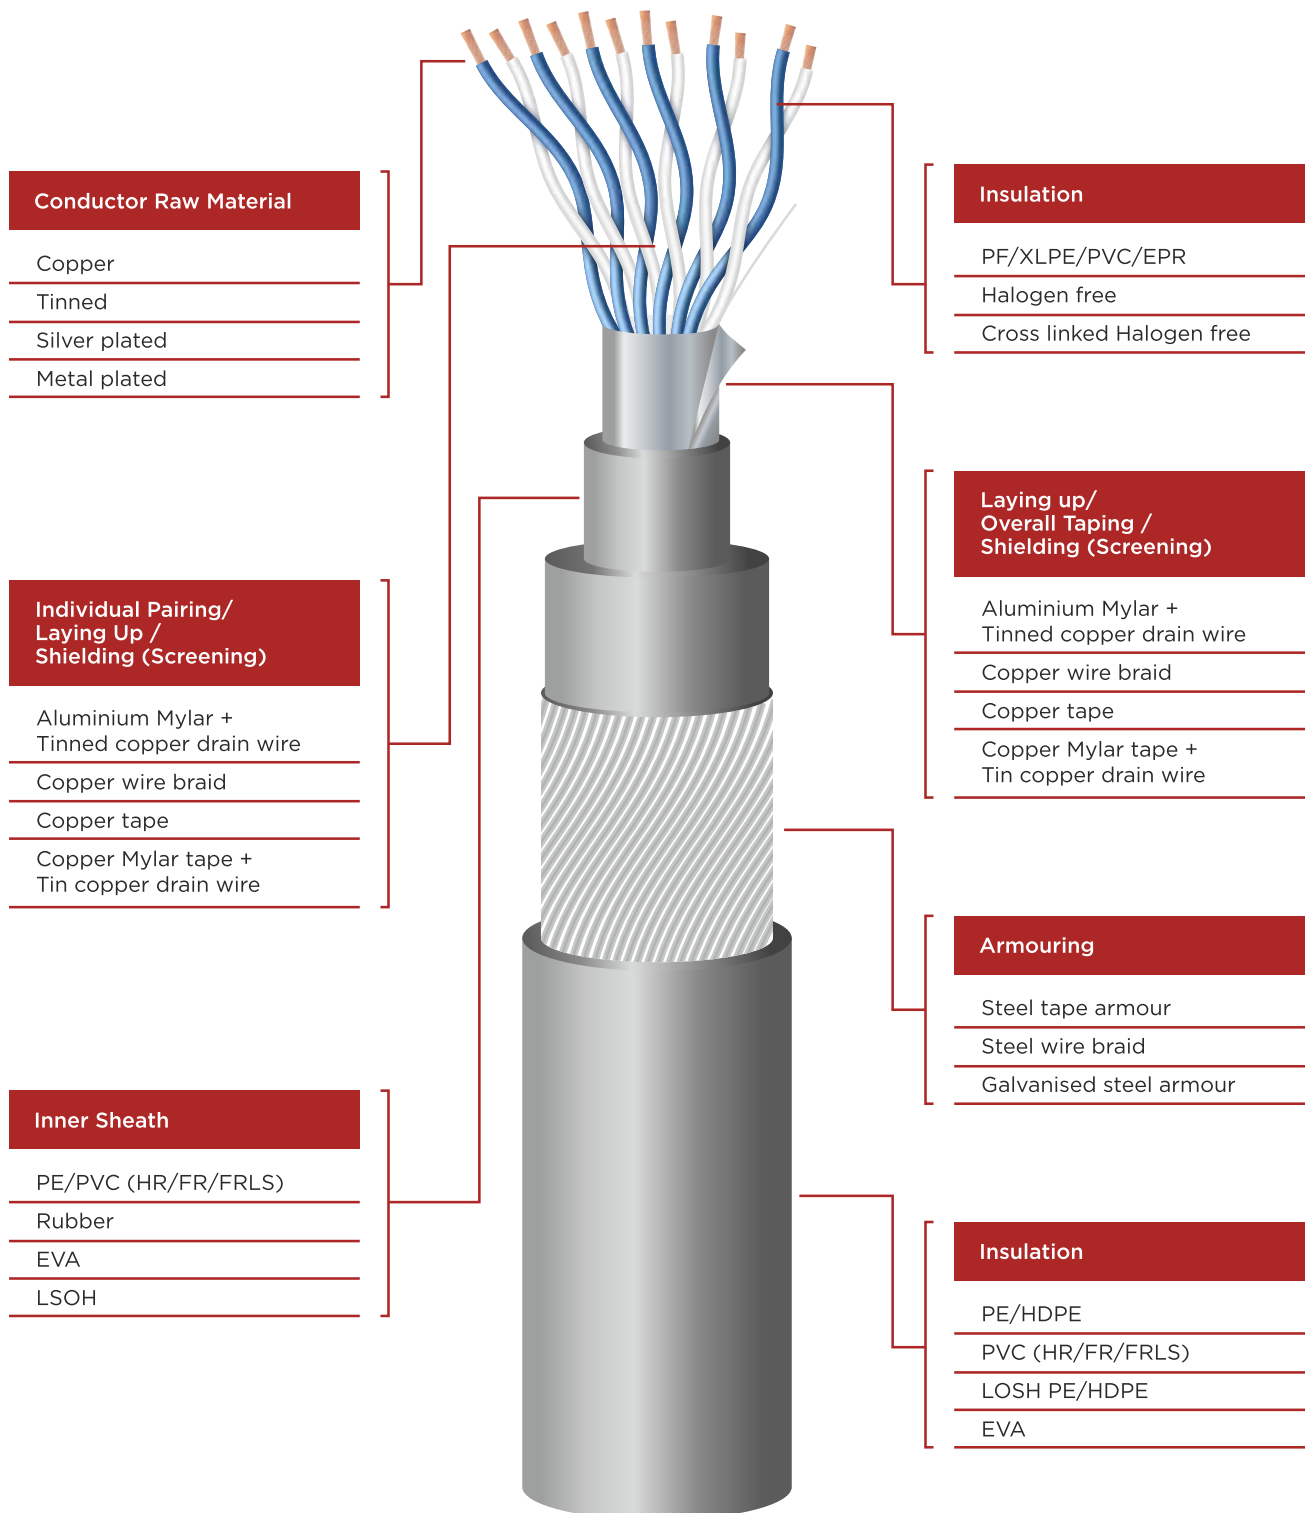 Conductor Raw Material
Copper
Tinned
Silver plated
Metal plated
Individual Pairing/
Laying Up /
Shielding (Screening)
Aluminium Mylar +
Tinned copper drain wire
Copper wire braid
Copper tape
Copper Mylar tape +
Tin copper drain wire
Inner Sheath
PE/PVC (HR/FR/FRLS)
Rubber
EVA
LSOH
Insulation
PF/XLPE/PVC/EPR
Halogen free
Cross linked Halogen free
Laying up/
Overall Taping /
Shielding (Screening)
Aluminium Mylar +
Tinned copper drain wire
Copper wire braid
Copper tape
Copper Mylar tape +
Tin copper drain wire
Armouring
Steel tape armour
Steel wire braid
Galvanised steel armour
Insulation
PE/HDPE
PVC (HR/FR/FRLS)
LOSH PE/HDPE
EVA